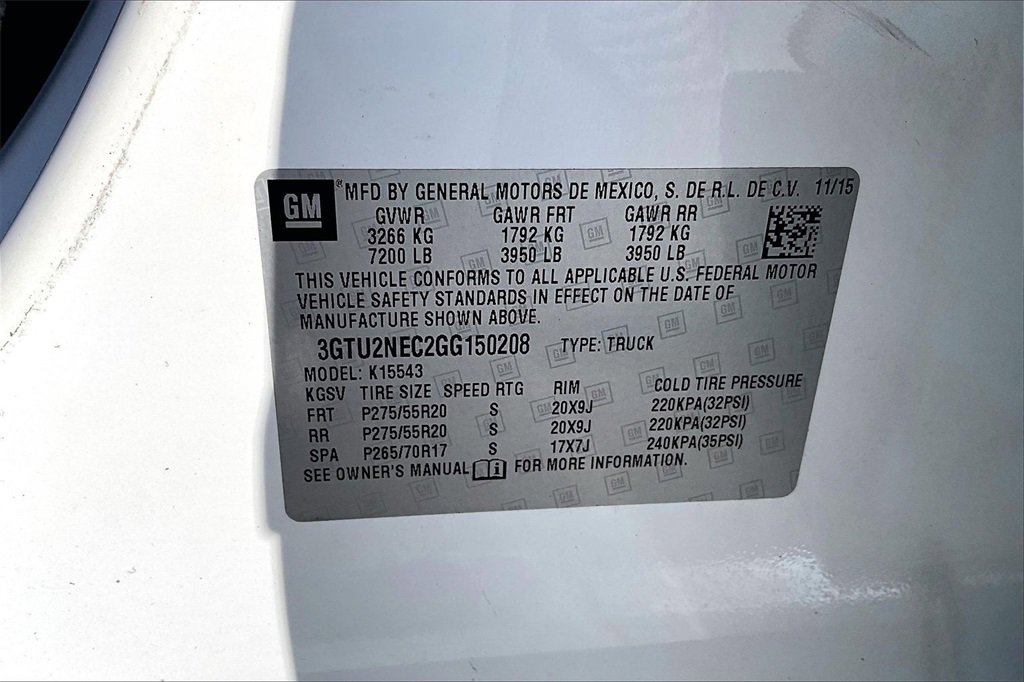 GM ® MFD BY GENERAL MOTORS DE MEXICO, S. DE R.L. DE C.V. 11/15
GVWR GAWR FRT GAWR RR
3266 KG 1792 KG 1792 KG
7200 LB 3950 LB 3950 LB
THIS VEHICLE CONFORMS TO ALL APPLICABLE U.S. FEDERAL MOTOR
VEHICLE SAFETY STANDARDS IN EFFECT ON THE DATE OF
MANUFACTURE SHOWN ABOVE.
3GTU2NEC2GG150208 TYPE: TRUCK
MODEL: K15543
KGSV TIRE SIZE SPEED RTG RIM COLD TIRE PRESSURE
FRT P275/55R20 S 20X9J 220KPA(32PSI)
RR P275/55R20 S 20X9J 220KPA(32PSI)
SPA P265/70R17 S 17X7J 240KPA(35PSI)
SEE OWNER'S MANUAL i FOR MORE INFORMATION.